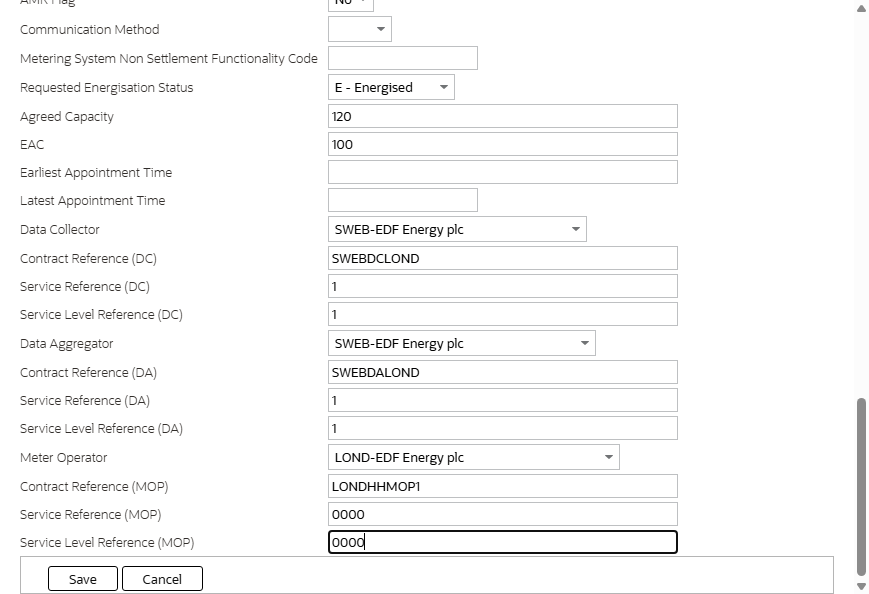 AMR Flag No
Communication Method
Metering System Non Settlement Functionality Code
Requested Energisation Status E - Energised
Agreed Capacity 120
EAC 100
Earliest Appointment Time
Latest Appointment Time
Data Collector SWEB-EDF Energy plc
Contract Reference (DC) SWEBDCLOND
Service Reference (DC) 1
Service Level Reference (DC) 1
Data Aggregator SWEB-EDF Energy plc
Contract Reference (DA) SWEBDALOND
Service Reference (DA) 1
Service Level Reference (DA) 1
Meter Operator LOND-EDF Energy plc
Contract Reference (MOP) LONDHHMOP1
Service Reference (MOP) 0000
Service Level Reference (MOP) 0000
Save Cancel